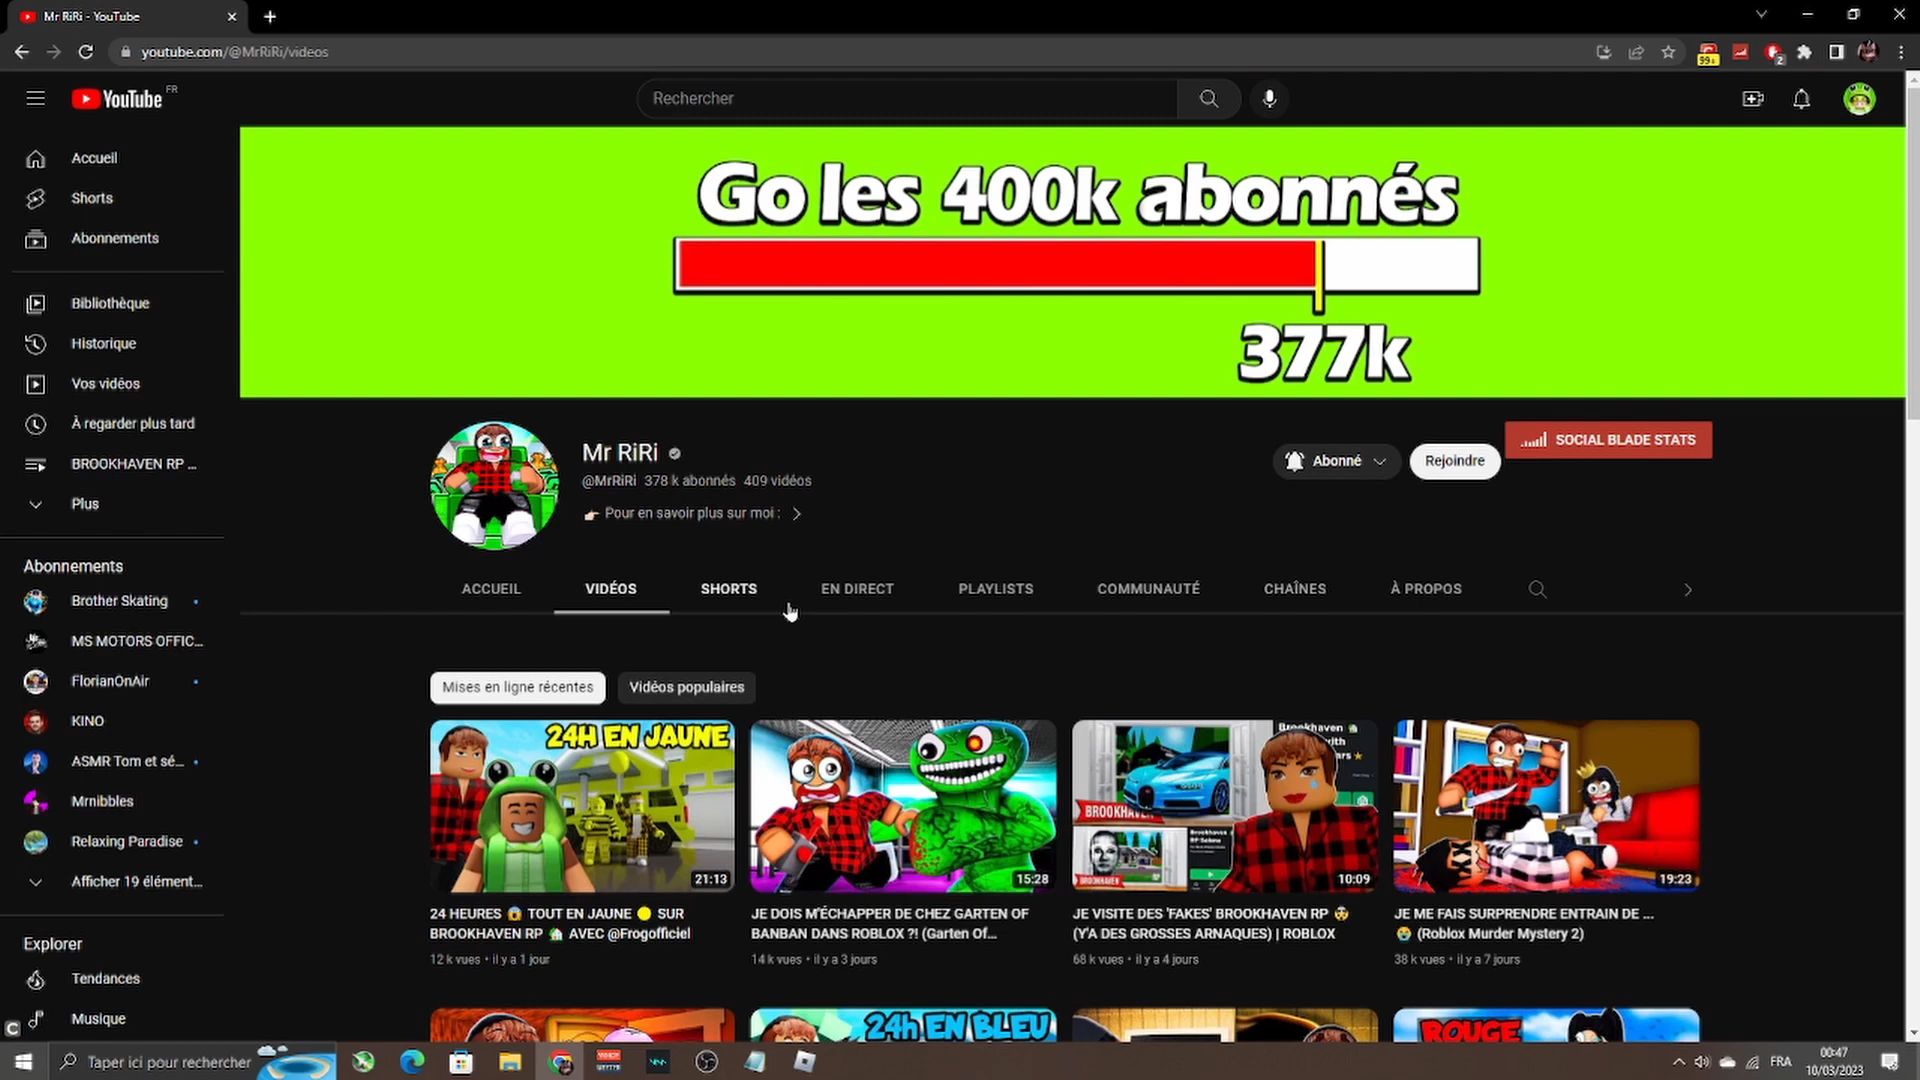 Mr RiRi - YouTube
youtube.com/@MrRiRi/videos
99+
2
YouTube FR
Rechercher
Accueil
Shorts
Abonnements
Bibliothèque
Historique
Vos vidéos
À regarder plus tard
BROOKHAVEN RP ...
Plus
Abonnements
Brother Skating
MS MOTORS OFFIC...
FlorianOnAir
KINO
ASMR Tom et sé...
Mrnibbles
Relaxing Paradise
Afficher 19 élément...
Explorer
Tendances
Musique
Go les 400k abonnés
377k
Mr RiRi
@MrRiRi 378 k abonnés 409 vidéos
Pour en savoir plus sur moi :
Abonné
Rejoindre
SOCIAL BLADE STATS
ACCUEIL VIDÉOS SHORTS EN DIRECT PLAYLISTS COMMUNAUTÉ CHAÎNES À PROPOS
Mises en ligne récentes Vidéos populaires
24H EN JAUNE
21:13
24 HEURES 😱 TOUT EN JAUNE 🟡 SUR
BROOKHAVEN RP 🏡 AVEC @Frogofficiel
12 k vues • il y a 1 jour
15:28
JE DOIS M'ÉCHAPPER DE CHEZ GARTEN OF
BANBAN DANS ROBLOX ?! (Garten Of...
14 k vues • il y a 3 jours
Brookhaven
BROOKHAVEN
Brookhaven
BROOKHAVEN
10:09
JE VISITE DES 'FAKES' BROOKHAVEN RP
(Y'A DES GROSSES ARNAQUES) | ROBLOX
68 k vues • il y a 4 jours
19:23
JE ME FAIS SURPRENDRE ENTRAIN DE ...
😭 (Roblox Murder Mystery 2)
38 k vues • il y a 7 jours
24h EN BLEU
ROUGE
Taper ici pour rechercher
FRA
00:47
10/03/2023